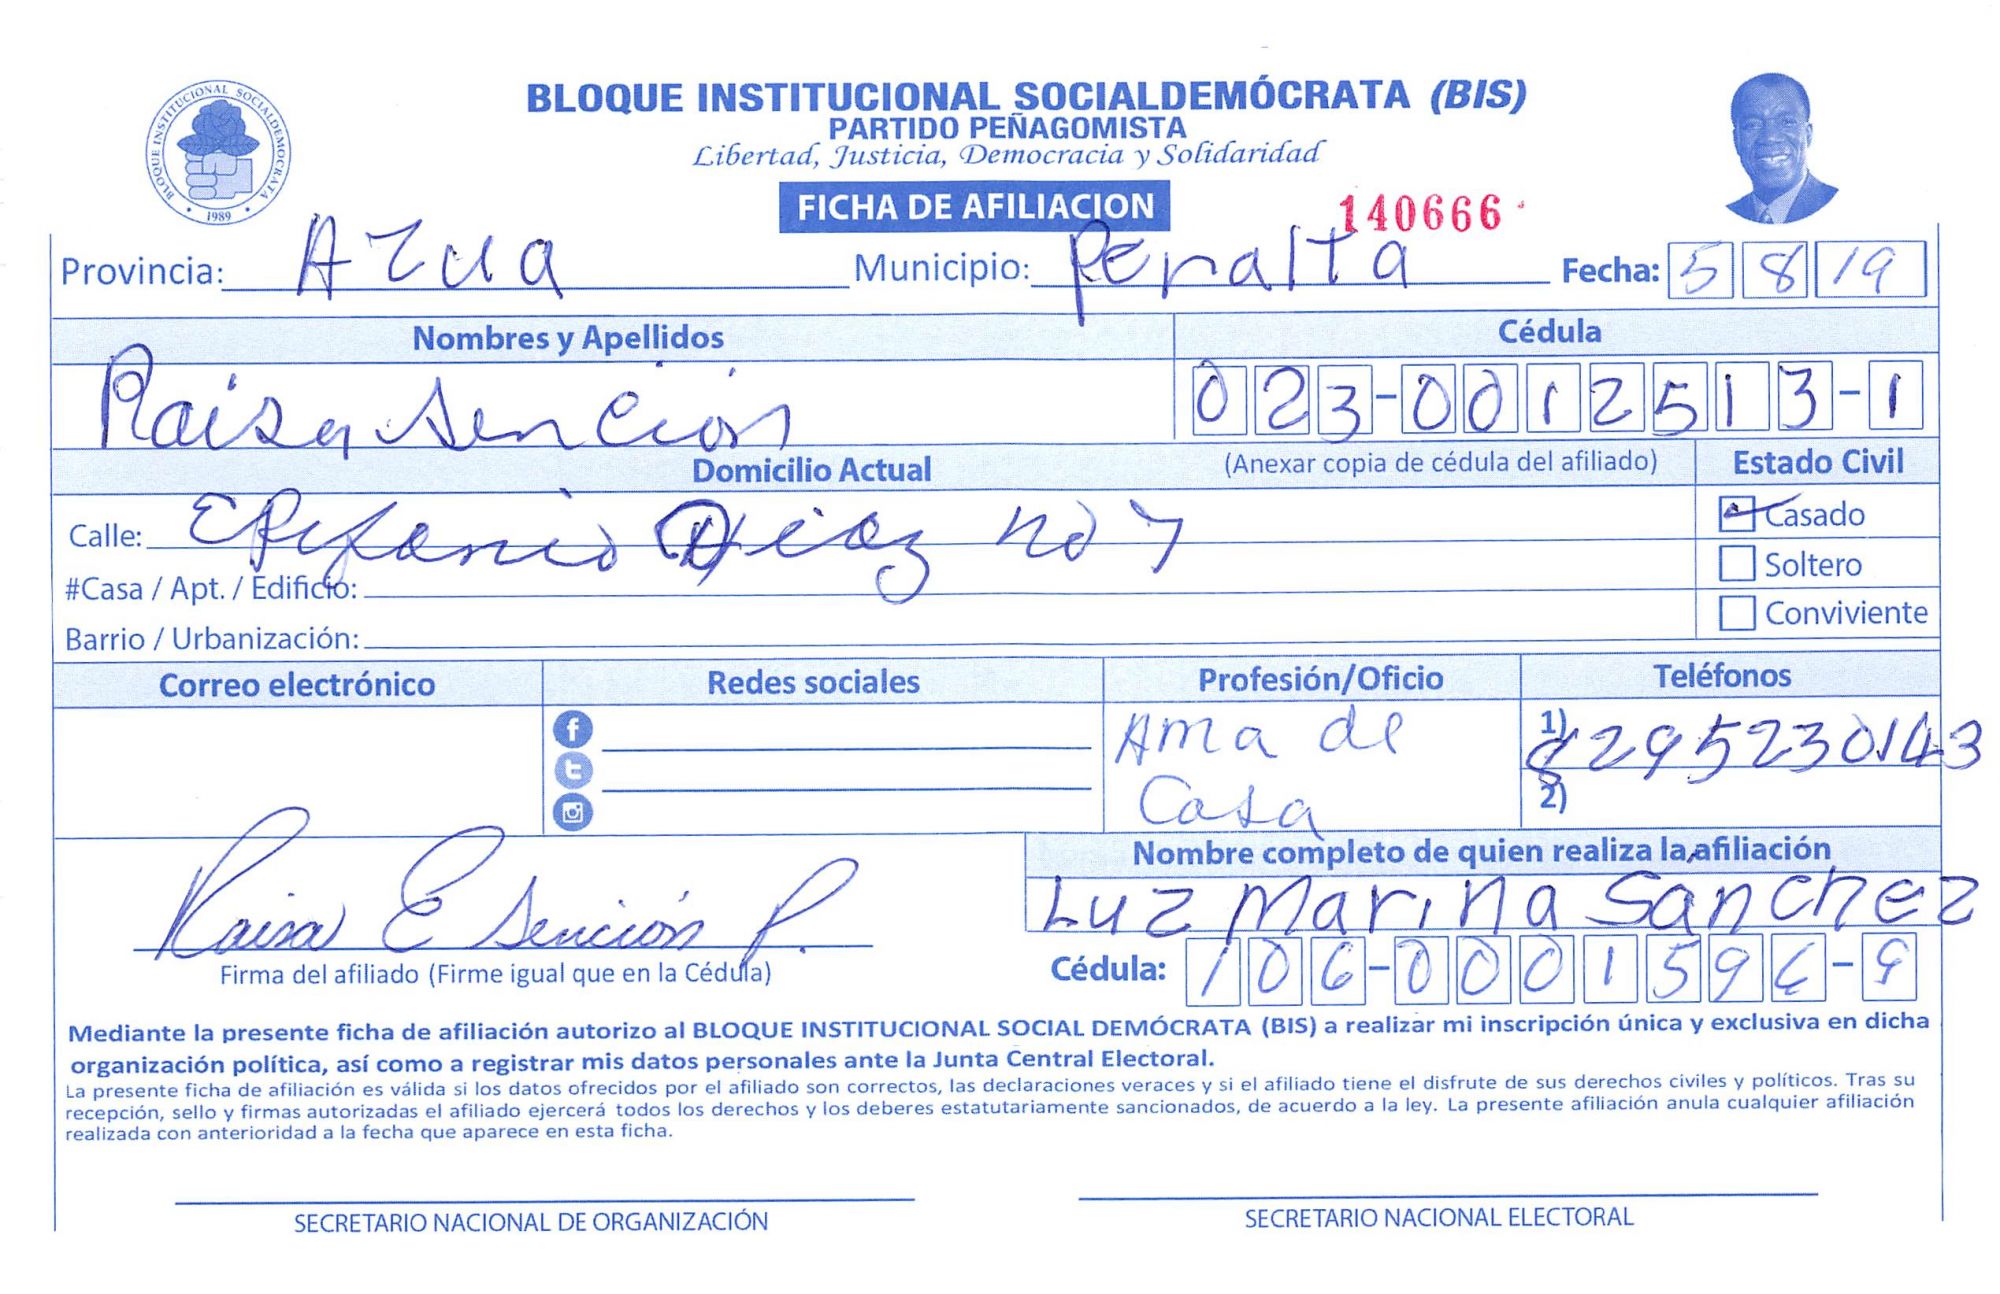 BLOQUE INSTITUCIONAL SOCIALDEMOCRATA
1989
BLOQUE INSTITUCIONAL SOCIALDEMÓCRATA (BIS)
PARTIDO PEÑAGOMISTA
Libertad, Justicia, Democracia y Solidaridad
FICHA DE AFILIACION
140666
Provincia: AZUA Municipio: Peralta Fecha: 5 8 19
Nombres y Apellidos Cédula
Raisa Sención 023-0012513-1
Domicilio Actual (Anexar copia de cédula del afiliado) Estado Civil
Calle: Epifanio Diaz no 7 Casado
#Casa / Apt. / Edificio: Soltero
Barrio / Urbanización: Conviviente
Correo electrónico Redes sociales Profesión/Oficio Teléfonos
Ama de Casa
1) 8295230143
2)
Nombre completo de quien realiza la afiliación
Luz Marina Sanchez
Raisa E Sención P.
Firma del afiliado (Firme igual que en la Cédula) Cédula: 106-0001596-9
Mediante la presente ficha de afiliación autorizo al BLOQUE INSTITUCIONAL SOCIAL DEMÓCRATA (BIS) a realizar mi inscripción única y exclusiva en dicha
organización política, así como a registrar mis datos personales ante la Junta Central Electoral.
La presente ficha de afiliación es válida si los datos ofrecidos por el afiliado son correctos, las declaraciones veraces y si el afiliado tiene el disfrute de sus derechos civiles y políticos. Tras su
recepción, sello y firmas autorizadas el afiliado ejercerá todos los derechos y los deberes estatutariamente sancionados, de acuerdo a la ley. La presente afiliación anula cualquier afiliación
realizada con anterioridad a la fecha que aparece en esta ficha.
SECRETARIO NACIONAL DE ORGANIZACIÓN SECRETARIO NACIONAL ELECTORAL